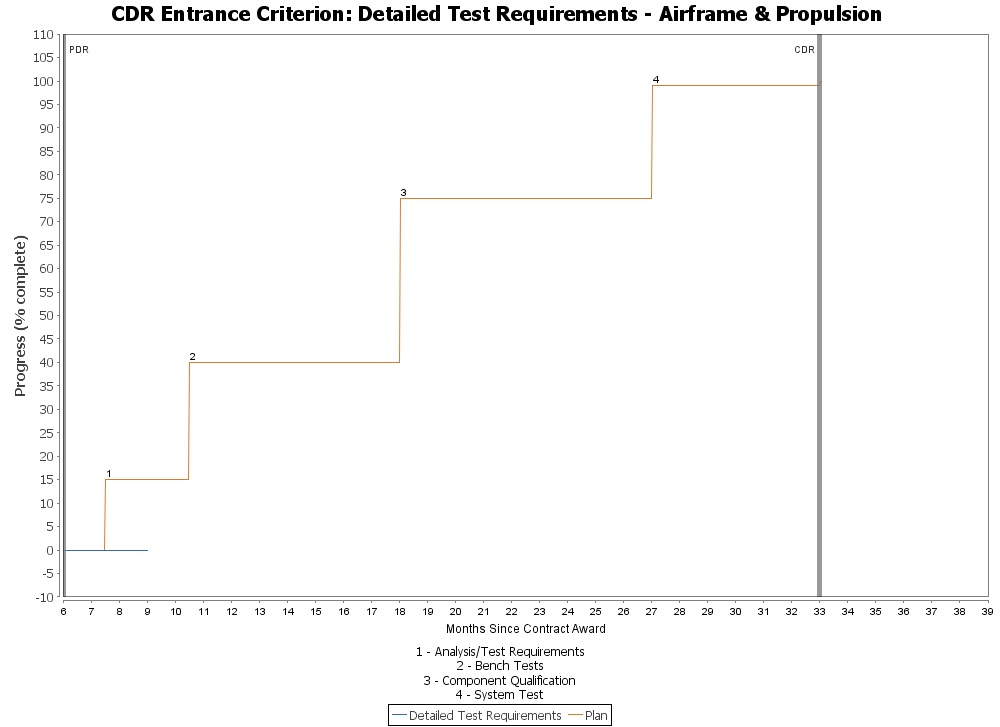 CDR Entrance Criterion: Detailed Test Requirements - Airframe & Propulsion
110
105
100
95
90
85
80
75
70
65
60
55
50
45
40
35
30
25
20
15
10
5
0
-5
-10
Progress (% complete)
PDR
CDR
4
3
2
1
6 7 8 9 10 11 12 13 14 15 16 17 18 19 20 21 22 23 24 25 26 27 28 29 30 31 32 33 34 35 36 37 38 39
Months Since Contract Award
1 - Analysis/Test Requirements
2 - Bench Tests
3 - Component Qualification
4 - System Test
Detailed Test Requirements Plan